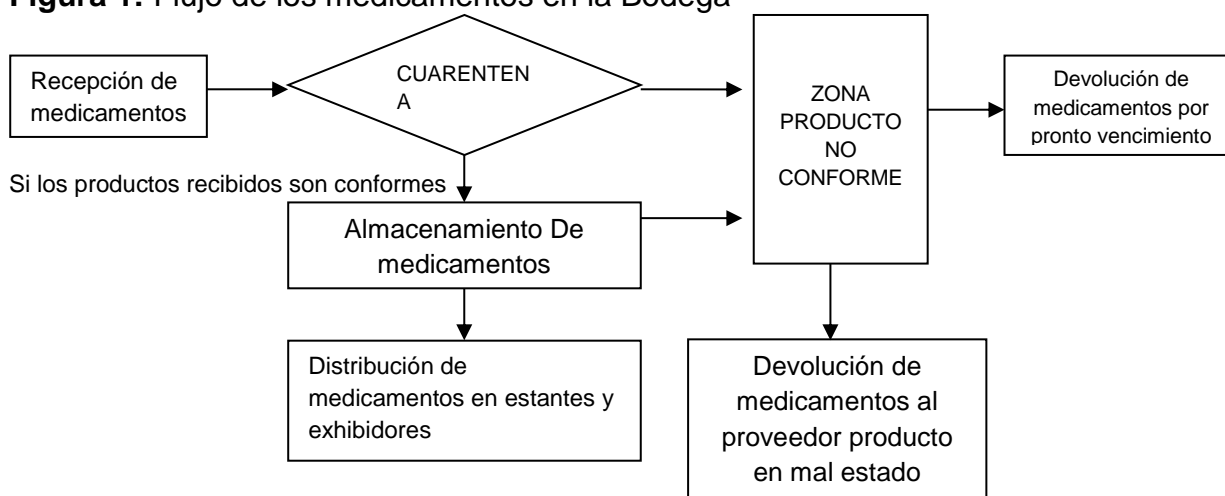 Figura 1. Flujo de los medicamentos en la Bodega
Recepción de
medicamentos
CUARENTEN
A
ZONA
PRODUCTO
NO
CONFORME
Devolución de
medicamentos por
pronto vencimiento
Si los productos recibidos son conformes
Almacenamiento De
medicamentos
Distribución de
medicamentos en estantes y
exhibidores
Devolución de
medicamentos al
proveedor producto
en mal estado